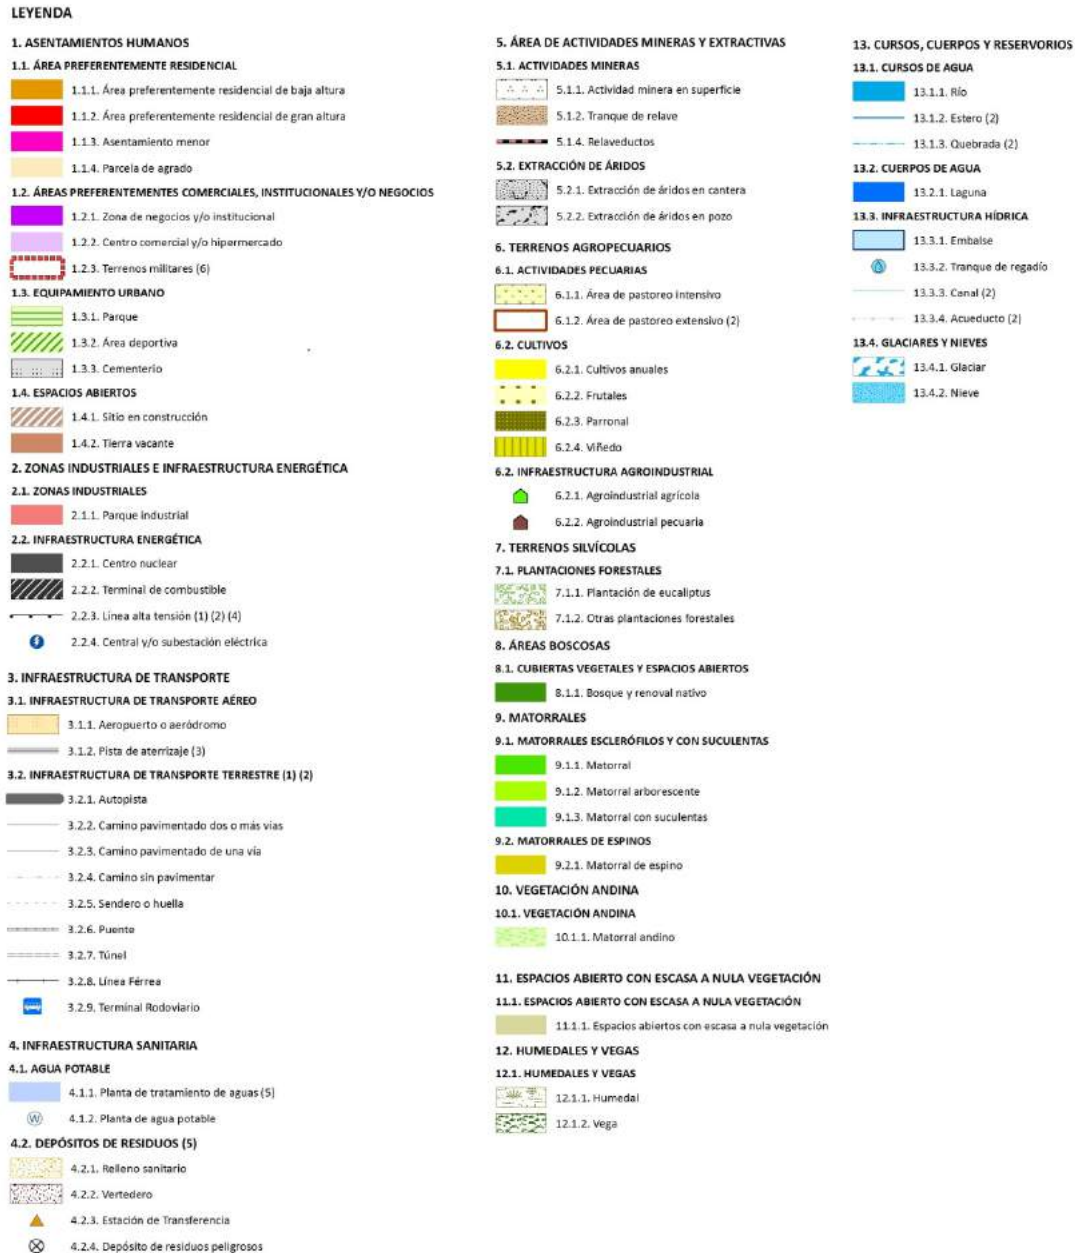 LEYENDA
1. ASENTAMIENTOS HUMANOS
1.1. ÁREA PREFERENTEMENTE RESIDENCIAL
1.1.1. Área preferentemente residencial de baja altura
1.1.2. Área preferentemente residencial de gran altura
1.1.3. Asentamiento menor
1.1.4. Parcela de agrado
1.2. ÁREAS PREFERENTEMENTES COMERCIALES, INSTITUCIONALES Y/O NEGOCIOS
1.2.1. Zona de negocios y/o institucional
1.2.2. Centro comercial y/o hipermercado
1.2.3. Terrenos militares (6)
1.3. EQUIPAMIENTO URBANO
1.3.1. Parque
1.3.2. Área deportiva
1.3.3. Cementerio
1.4. ESPACIOS ABIERTOS
1.4.1. Sitio en construcción
1.4.2. Tierra vacante
2. ZONAS INDUSTRIALES E INFRAESTRUCTURA ENERGÉTICA
2.1. ZONAS INDUSTRIALES
2.1.1. Parque industrial
2.2. INFRAESTRUCTURA ENERGÉTICA
2.2.1. Centro nuclear
2.2.2. Terminal de combustible
2.2.3. Línea alta tensión (1) (2) (4)
2.2.4. Central y/o subestación eléctrica
3. INFRAESTRUCTURA DE TRANSPORTE
3.1. INFRAESTRUCTURA DE TRANSPORTE AÉREO
3.1.1. Aeropuerto o aeródromo
3.1.2. Pista de aterrizaje (3)
3.2. INFRAESTRUCTURA DE TRANSPORTE TERRESTRE (1) (2)
3.2.1. Autopista
3.2.2. Camino pavimentado dos o más vías
3.2.3. Camino pavimentado de una vía
3.2.4. Camino sin pavimentar
3.2.5. Sendero o huella
3.2.6. Puente
3.2.7. Túnel
3.2.8. Línea Férrea
3.2.9. Terminal Rodoviario
4. INFRAESTRUCTURA SANITARIA
4.1. AGUA POTABLE
4.1.1. Planta de tratamiento de aguas (5)
W 4.1.2. Planta de agua potable
4.2. DEPÓSITOS DE RESIDUOS (5)
4.2.1. Relleno sanitario
4.2.2. Vertedero
4.2.3. Estación de Transferencia
4.2.4. Depósito de residuos peligrosos
5. ÁREA DE ACTIVIDADES MINERAS Y EXTRACTIVAS
5.1. ACTIVIDADES MINERAS
5.1.1. Actividad minera en superficie
5.1.2. Tranque de relave
5.1.4. Relaveductos
5.2. EXTRACCIÓN DE ÁRIDOS
5.2.1. Extracción de áridos en cantera
5.2.2. Extracción de áridos en pozo
6. TERRENOS AGROPECUARIOS
6.1. ACTIVIDADES PECUARIAS
6.1.1. Área de pastoreo intensivo
6.1.2. Área de pastoreo extensivo (2)
6.2. CULTIVOS
6.2.1. Cultivos anuales
6.2.2. Frutales
6.2.3. Parronal
6.2.4. Viñedo
6.2. INFRAESTRUCTURA AGROINDUSTRIAL
6.2.1. Agroindustrial agrícola
6.2.2. Agroindustrial pecuaria
7. TERRENOS SILVÍCOLAS
7.1. PLANTACIONES FORESTALES
7.1.1. Plantación de eucaliptus
7.1.2. Otras plantaciones forestales
8. ÁREAS BOSCOSAS
8.1. CUBIERTAS VEGETALES Y ESPACIOS ABIERTOS
8.1.1. Bosque y renoval nativo
9. MATORRALES
9.1. MATORRALES ESCLERÓFILOS Y CON SUCULENTAS
9.1.1. Matorral
9.1.2. Matorral arborescente
9.1.3. Matorral con suculentas
9.2. MATORRALES DE ESPINOS
9.2.1. Matorral de espino
10. VEGETACIÓN ANDINA
10.1. VEGETACIÓN ANDINA
10.1.1. Matorral andino
11. ESPACIOS ABIERTO CON ESCASA A NULA VEGETACIÓN
11.1. ESPACIOS ABIERTO CON ESCASA A NULA VEGETACIÓN
11.1.1. Espacios abiertos con escasa a nula vegetación
12. HUMEDALES Y VEGAS
12.1. HUMEDALES Y VEGAS
12.1.1. Humedal
12.1.2. Vega
13. CURSOS, CUERPOS Y RESERVORIOS
13.1. CURSOS DE AGUA
13.1.1. Río
13.1.2. Estero (2)
13.1.3. Quebrada (2)
13.2. CUERPOS DE AGUA
13.2.1. Laguna
13.3. INFRAESTRUCTURA HÍDRICA
13.3.1. Embalse
13.3.2. Tranque de regadío
13.3.3. Canal (2)
13.3.4. Acueducto (2)
13.4. GLACIARES Y NIEVES
13.4.1. Glaciar
13.4.2. Nieve